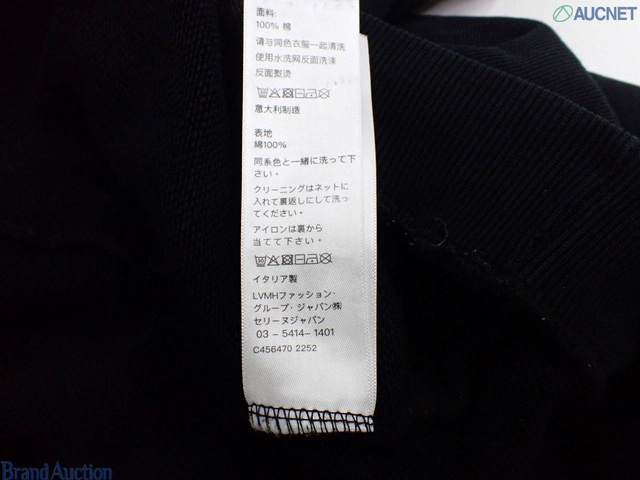 面料:
100% 棉
请与同色衣服一起清洗
使用水洗网反面洗涤
反面熨烫
意大利制造
表地
綿100%
同系色と一緒に洗って下
さい。
クリーニングはネットに
入れて裏返しにして洗っ
てください。
アイロンは裏から
当てて下さい。
イタリア製
LVMHファッション・
グループ・ジャパン㈱
セリーヌジャパン
03 - 5414- 1401
C456470 2252
AUCNET
Brand Auction